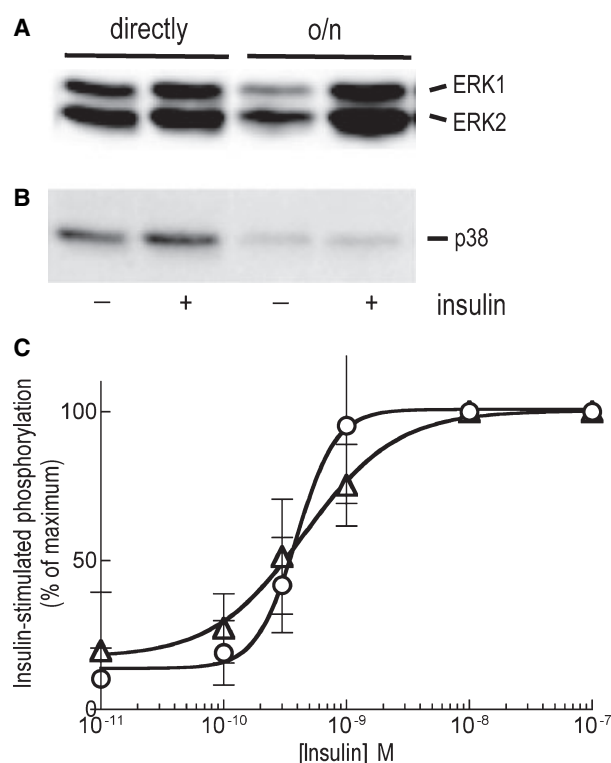 A
directly o/n
ERK1
ERK2
B
p38
− + − + insulin
C
Insulin-stimulated phosphorylation
(% of maximum)
100
50
0
10-11 10-10 10-9 10-8 10-7
[Insulin] M